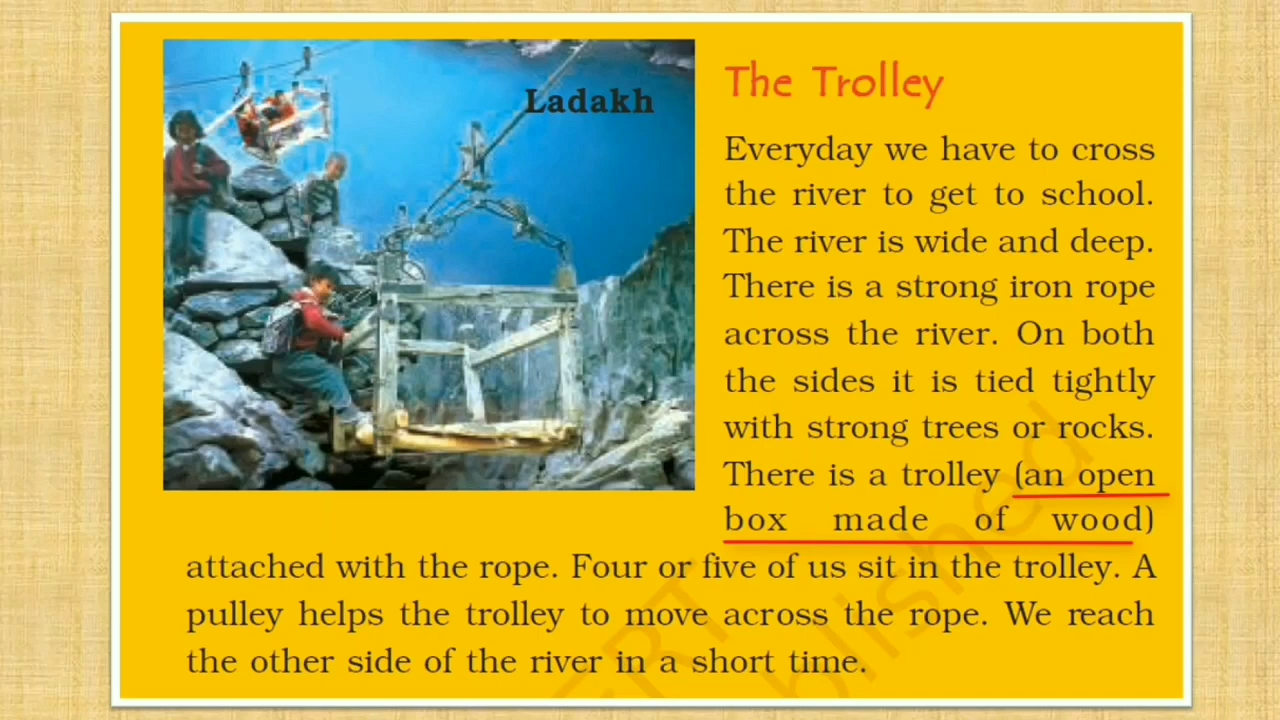 Ladakh
The Trolley
Everyday we have to cross
the river to get to school.
The river is wide and deep.
There is a strong iron rope
across the river. On both
the sides it is tied tightly
with strong trees or rocks.
There is a trolley (an open
box made of wood)
attached with the rope. Four or five of us sit in the trolley. A
pulley helps the trolley to move across the rope. We reach
the other side of the river in a short time.